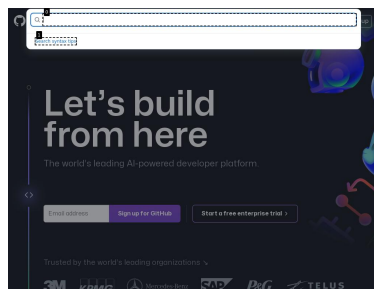 Search syntax tips
Let's build
from here
The world's leading AI-powered developer platform.
Email address
Sign up for GitHub
Start a free enterprise trial >
Trusted by the world's leading organizations ↘
3M
KPMG
Mercedes-Benz
SAP
P&G
TELUS